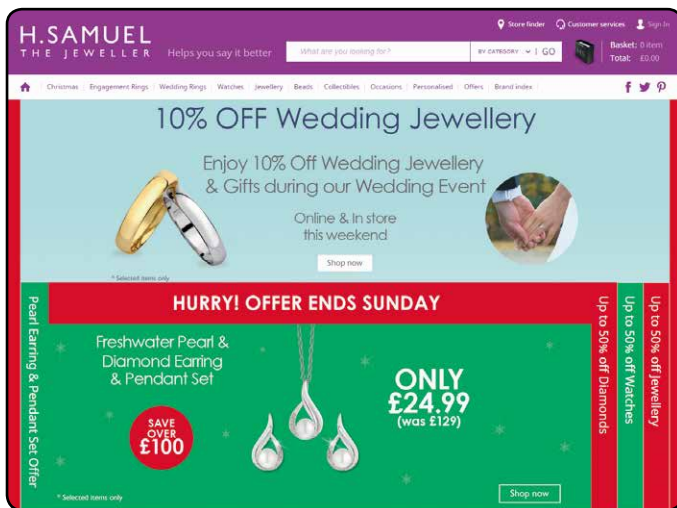 Store finder
Customer services
Sign In
H.SAMUEL
THE JEWELLER
Helps you say it better
What are you looking for?
BY CATEGORY
GO
Basket: 0 item
Total: £0.00
Christmas
Engagement Rings
Wedding Rings
Watches
Jewellery
Beads
Collectibles
Occasions
Personalised
Offers
Brand index
10% OFF Wedding Jewellery
Enjoy 10% Off Wedding Jewellery
& Gifts during our Wedding Event
Online & In store
this weekend
Shop now
* Selected items only
Pearl Earring & Pendant Set Offer
HURRY! OFFER ENDS SUNDAY
Freshwater Pearl &
Diamond Earring
& Pendant Set
SAVE
OVER
£100
ONLY
£24.99
(was £129)
* Selected items only
Shop now
Up to 50% off Diamonds
Up to 50% off Watches
Up to 50% off Jewellery